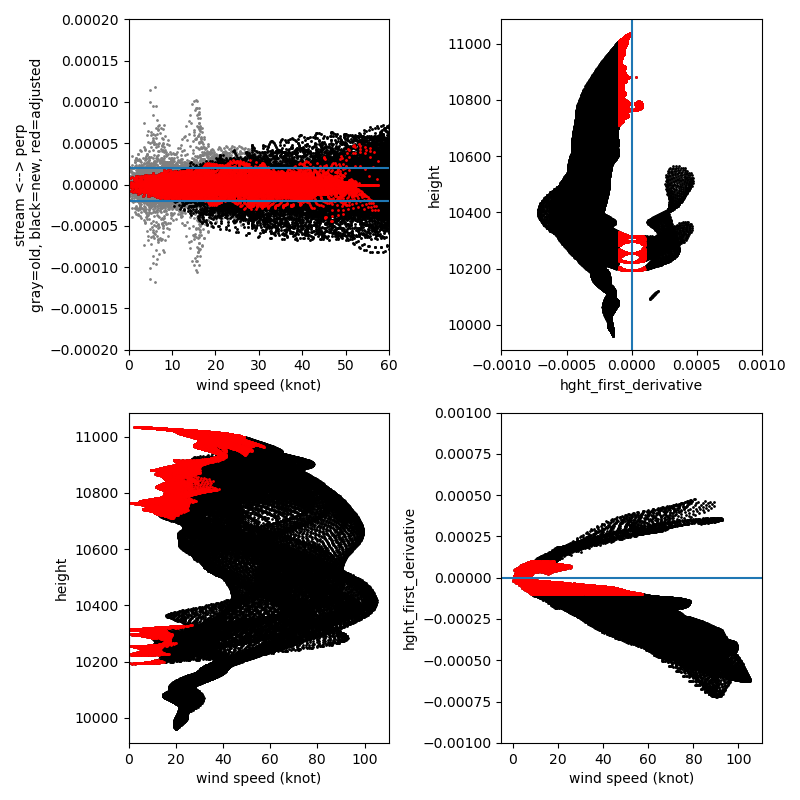 0.00020
0.00015
0.00010
0.00005
0.00000
−0.00005
−0.00010
−0.00015
−0.00020
stream <--> perp
gray=old, black=new, red=adjusted
0 10 20 30 40 50 60
wind speed (knot)
11000
10800
10600
10400
10200
10000
height
−0.0010 −0.0005 0.0000 0.0005 0.0010
hght_first_derivative
11000
10800
10600
10400
10200
10000
height
0 20 40 60 80 100
wind speed (knot)
0.00100
0.00075
0.00050
0.00025
0.00000
−0.00025
−0.00050
−0.00075
−0.00100
hght_first_derivative
0 20 40 60 80 100
wind speed (knot)